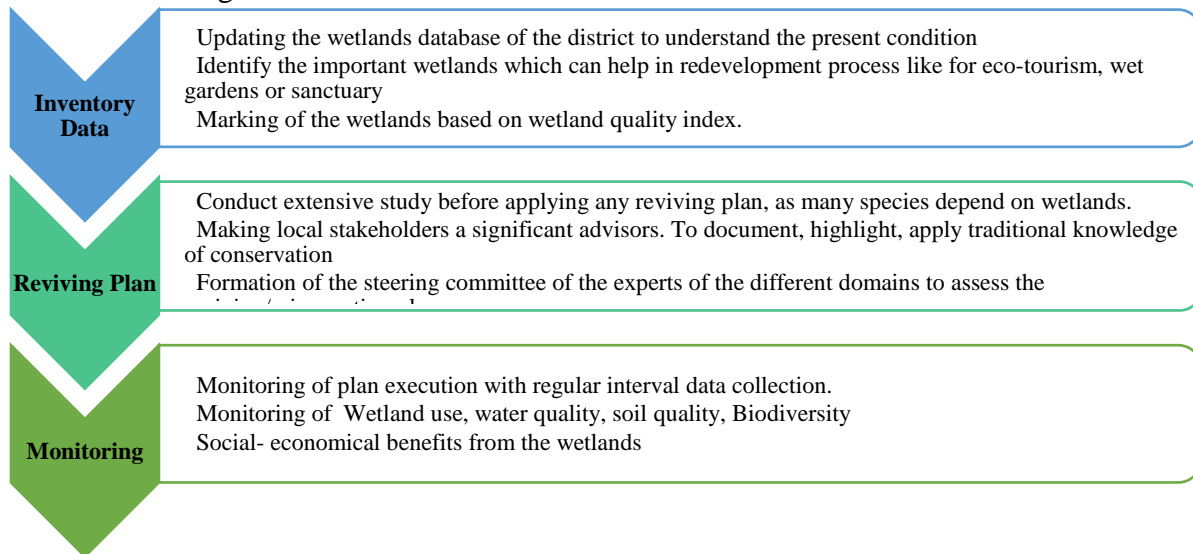 Inventory
Data
Updating the wetlands database of the district to understand the present condition
Identify the important wetlands which can help in redevelopment process like for eco-tourism, wet
gardens or sanctuary
Marking of the wetlands based on wetland quality index.
Reviving Plan
Conduct extensive study before applying any reviving plan, as many species depend on wetlands.
Making local stakeholders a significant advisors. To document, highlight, apply traditional knowledge
of conservation
Formation of the steering committee of the experts of the different domains to assess the
Monitoring
Monitoring of plan execution with regular interval data collection.
Monitoring of Wetland use, water quality, soil quality, Biodiversity
Social- economical benefits from the wetlands